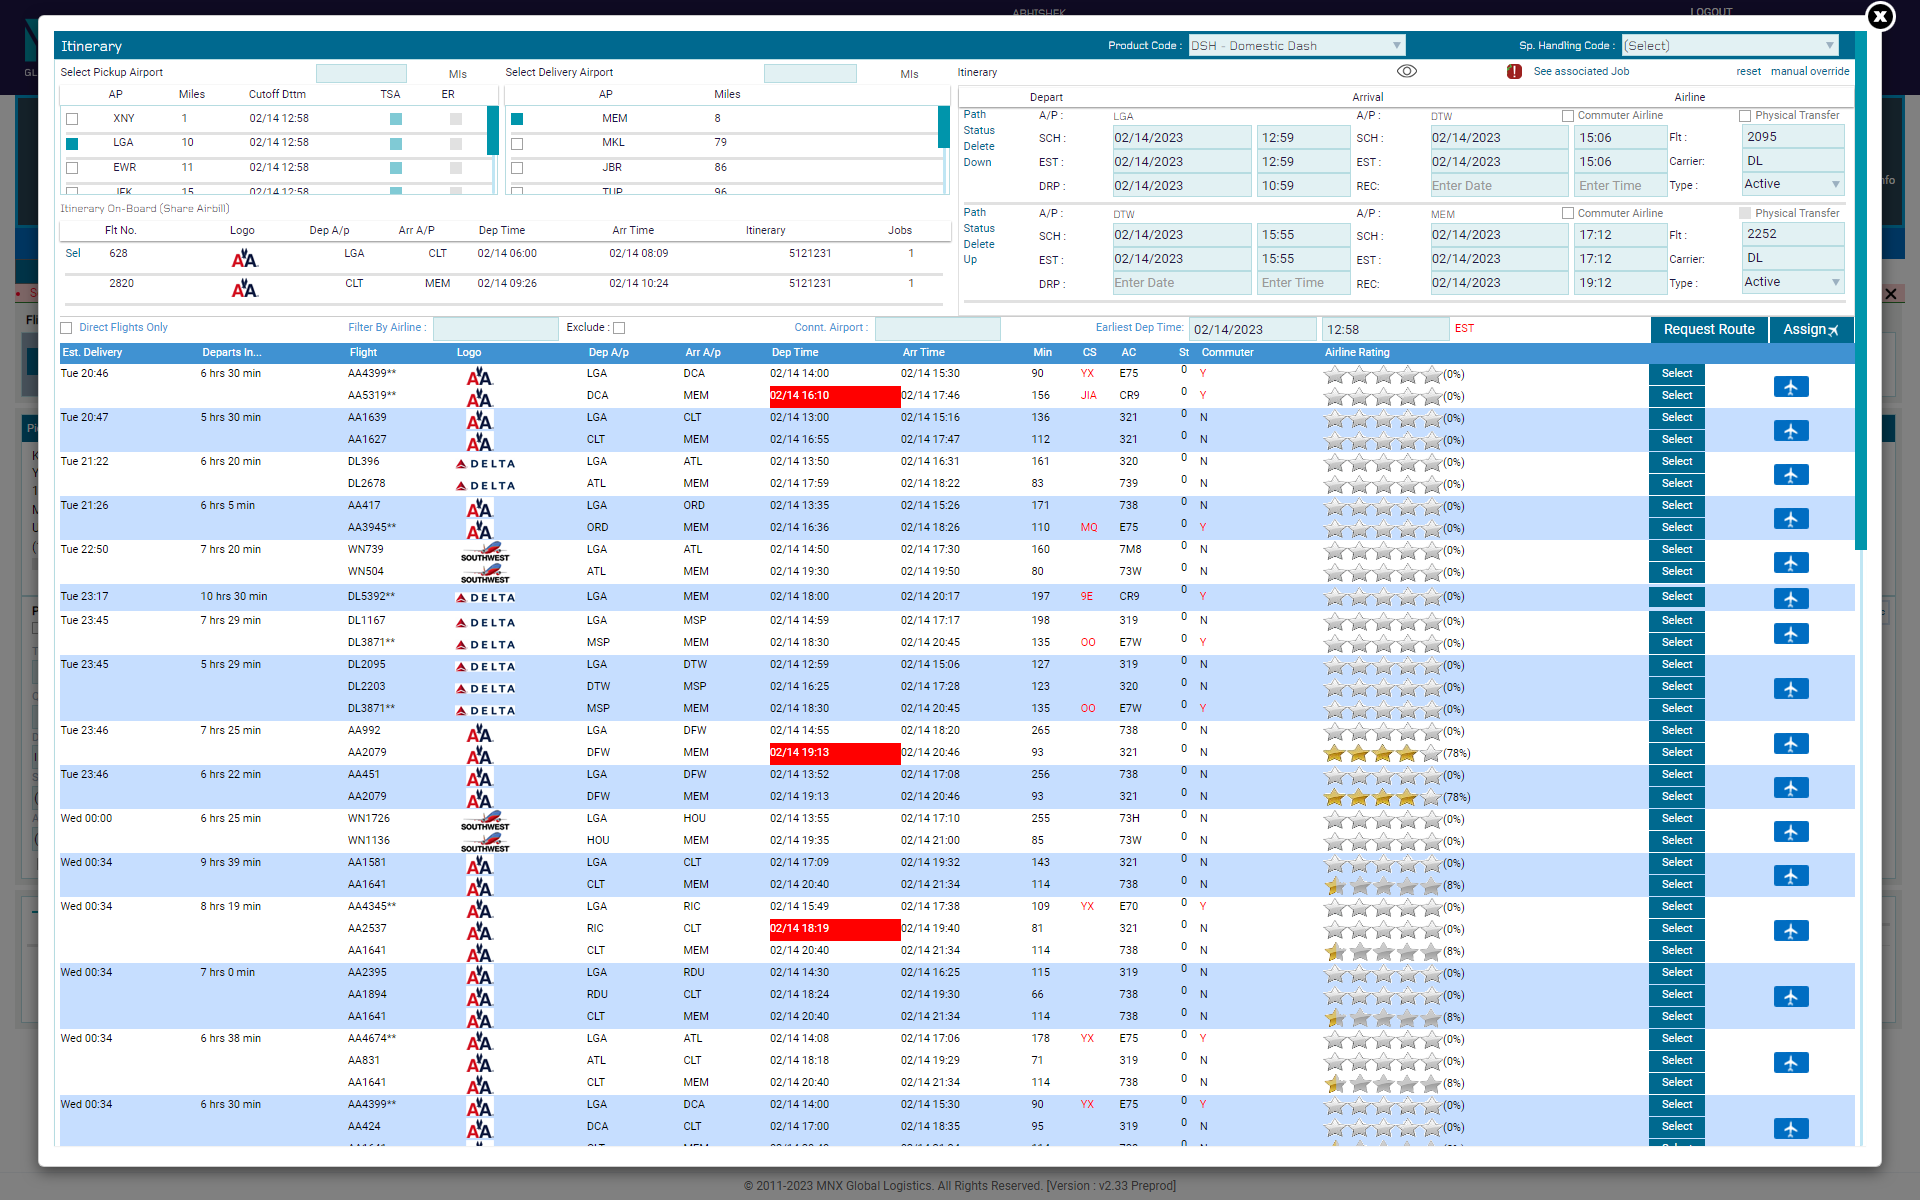 ABHISHEK LOGOUT
Itinerary Product Code : DSH - Domestic Dash Sp. Handling Code : (Select)
Select Pickup Airport Mls Select Delivery Airport Mls Itinerary See associated Job reset manual override
AP Miles Cutoff Dttm TSA ER AP Miles Depart Arrival Airline
XNY 1 02/14 12:58 MEM 8
LGA 10 02/14 12:58 MKL 79
EWR 11 02/14 12:58 JBR 86
JFK 15 02/14 12:58 TUP 96
Path A/P : LGA A/P : DTW Commuter Airline Physical Transfer
Status SCH : 02/14/2023 12:59 SCH : 02/14/2023 15:06 Flt : 2095
Delete EST : 02/14/2023 12:59 EST : 02/14/2023 15:06 Carrier: DL
Down DRP : 02/14/2023 10:59 REC: Enter Date Enter Time Type : Active
Path A/P : DTW A/P : MEM Commuter Airline Physical Transfer
Status SCH : 02/14/2023 15:55 SCH : 02/14/2023 17:12 Flt : 2252
Delete EST : 02/14/2023 15:55 EST : 02/14/2023 17:12 Carrier: DL
Up DRP : Enter Date Enter Time REC: 02/14/2023 19:12 Type : Active
Itinerary On-Board (Share Airbill)
Flt No. Logo Dep A/p Arr A/P Dep Time Arr Time Itinerary Jobs
Sel 628 AA LGA CLT 02/14 06:00 02/14 08:09 5121231 1
2820 AA CLT MEM 02/14 09:26 02/14 10:24 5121231 1
Direct Flights Only Filter By Airline : Exclude : Connt. Airport : Earliest Dep Time: 02/14/2023 12:58 EST Request Route Assign
Est. Delivery Departs In... Flight Logo Dep A/p Arr A/p Dep Time Arr Time Min CS AC St Commuter Airline Rating
Tue 20:46 6 hrs 30 min AA4399** AA LGA DCA 02/14 14:00 02/14 15:30 90 YX E75 0 Y (0%) Select
AA5319** AA DCA MEM 02/14 16:10 02/14 17:46 156 JIA CR9 0 Y (0%) Select
Tue 20:47 5 hrs 30 min AA1639 AA LGA CLT 02/14 13:00 02/14 15:16 136 321 0 N (0%) Select
AA1627 AA CLT MEM 02/14 16:55 02/14 17:47 112 321 0 N (0%) Select
Tue 21:22 6 hrs 20 min DL396 DELTA LGA ATL 02/14 13:50 02/14 16:31 161 320 0 N (0%) Select
DL2678 DELTA ATL MEM 02/14 17:59 02/14 18:22 83 739 0 N (0%) Select
Tue 21:26 6 hrs 5 min AA417 AA LGA ORD 02/14 13:35 02/14 15:26 171 738 0 N (0%) Select
AA3945** AA ORD MEM 02/14 16:36 02/14 18:26 110 MQ E75 0 Y (0%) Select
Tue 22:50 7 hrs 20 min WN739 SOUTHWEST LGA ATL 02/14 14:50 02/14 17:30 160 7M8 0 N (0%) Select
WN504 SOUTHWEST ATL MEM 02/14 19:30 02/14 19:50 80 73W 0 N (0%) Select
Tue 23:17 10 hrs 30 min DL5392** DELTA LGA MEM 02/14 18:00 02/14 20:17 197 9E CR9 0 Y (0%) Select
Tue 23:45 7 hrs 29 min DL1167 DELTA LGA MSP 02/14 14:59 02/14 17:17 198 319 0 N (0%) Select
DL3871** DELTA MSP MEM 02/14 18:30 02/14 20:45 135 OO E7W 0 Y (0%) Select
Tue 23:45 5 hrs 29 min DL2095 DELTA LGA DTW 02/14 12:59 02/14 15:06 127 319 0 N (0%) Select
DL2203 DELTA DTW MSP 02/14 16:25 02/14 17:28 123 320 0 N (0%) Select
DL3871** DELTA MSP MEM 02/14 18:30 02/14 20:45 135 OO E7W 0 Y (0%) Select
Tue 23:46 7 hrs 25 min AA992 AA LGA DFW 02/14 14:55 02/14 18:20 265 738 0 N (0%) Select
AA2079 AA DFW MEM 02/14 19:13 02/14 20:46 93 321 0 N (78%) Select
Tue 23:46 6 hrs 22 min AA451 AA LGA DFW 02/14 13:52 02/14 17:08 256 738 0 N (0%) Select
AA2079 AA DFW MEM 02/14 19:13 02/14 20:46 93 321 0 N (78%) Select
Wed 00:00 6 hrs 25 min WN1726 SOUTHWEST LGA HOU 02/14 13:55 02/14 17:10 255 73H 0 N (0%) Select
WN1136 SOUTHWEST HOU MEM 02/14 19:35 02/14 21:00 85 73W 0 N (0%) Select
Wed 00:34 9 hrs 39 min AA1581 AA LGA CLT 02/14 17:09 02/14 19:32 143 321 0 N (0%) Select
AA1641 AA CLT MEM 02/14 20:40 02/14 21:34 114 738 0 N (8%) Select
Wed 00:34 8 hrs 19 min AA4345** AA LGA RIC 02/14 15:49 02/14 17:38 109 YX E70 0 Y (0%) Select
AA2537 AA RIC CLT 02/14 18:19 02/14 19:40 81 321 0 N (0%) Select
AA1641 AA CLT MEM 02/14 20:40 02/14 21:34 114 738 0 N (8%) Select
Wed 00:34 7 hrs 0 min AA2395 AA LGA RDU 02/14 14:30 02/14 16:25 115 319 0 N (0%) Select
AA1894 AA RDU CLT 02/14 18:24 02/14 19:30 66 738 0 N (0%) Select
AA1641 AA CLT MEM 02/14 20:40 02/14 21:34 114 738 0 N (8%) Select
Wed 00:34 6 hrs 38 min AA4674** AA LGA ATL 02/14 14:08 02/14 17:06 178 YX E75 0 Y (0%) Select
AA831 AA ATL CLT 02/14 18:18 02/14 19:29 71 319 0 N (0%) Select
AA1641 AA CLT MEM 02/14 20:40 02/14 21:34 114 738 0 N (8%) Select
Wed 00:34 6 hrs 30 min AA4399** AA LGA DCA 02/14 14:00 02/14 15:30 90 YX E75 0 Y (0%) Select
AA424 AA DCA CLT 02/14 17:00 02/14 18:35 95 319 0 N (0%) Select
© 2011-2023 MNX Global Logistics. All Rights Reserved. [Version : v2.33 Preprod]